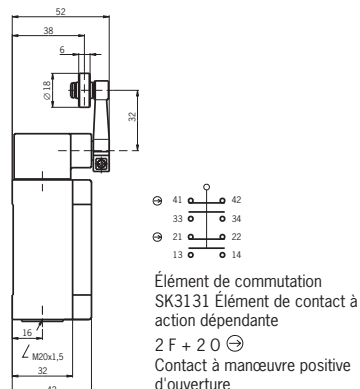 52
38
6
Ø 18
32
41 42
33 34
21 22
13 14
16
M20x1,5
32
Élément de commutation
SK3131 Élément de contact à
action dépendante
2 F + 2 O
Contact à manœuvre positive
d'ouverture